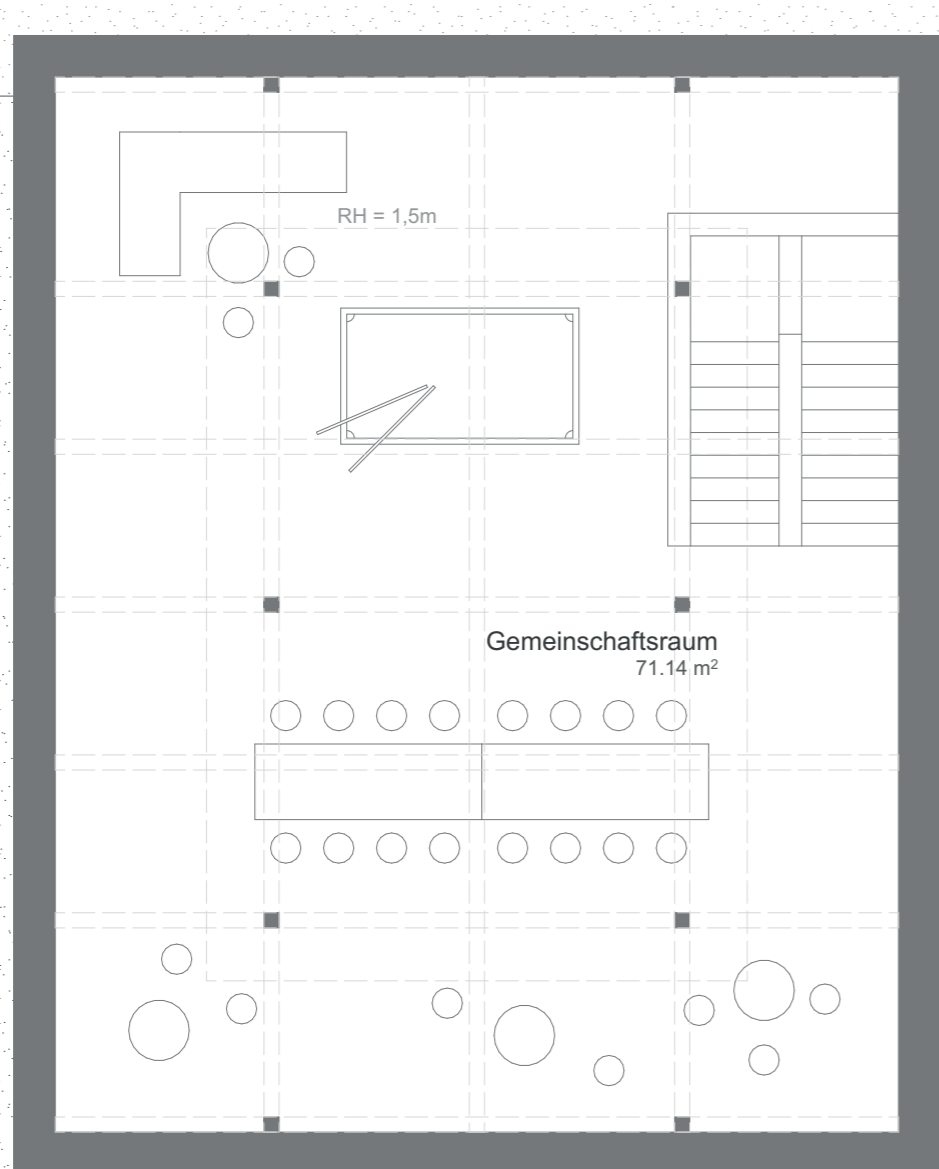 RH = 1,5m
Gemeinschaftsraum
71.14 m²